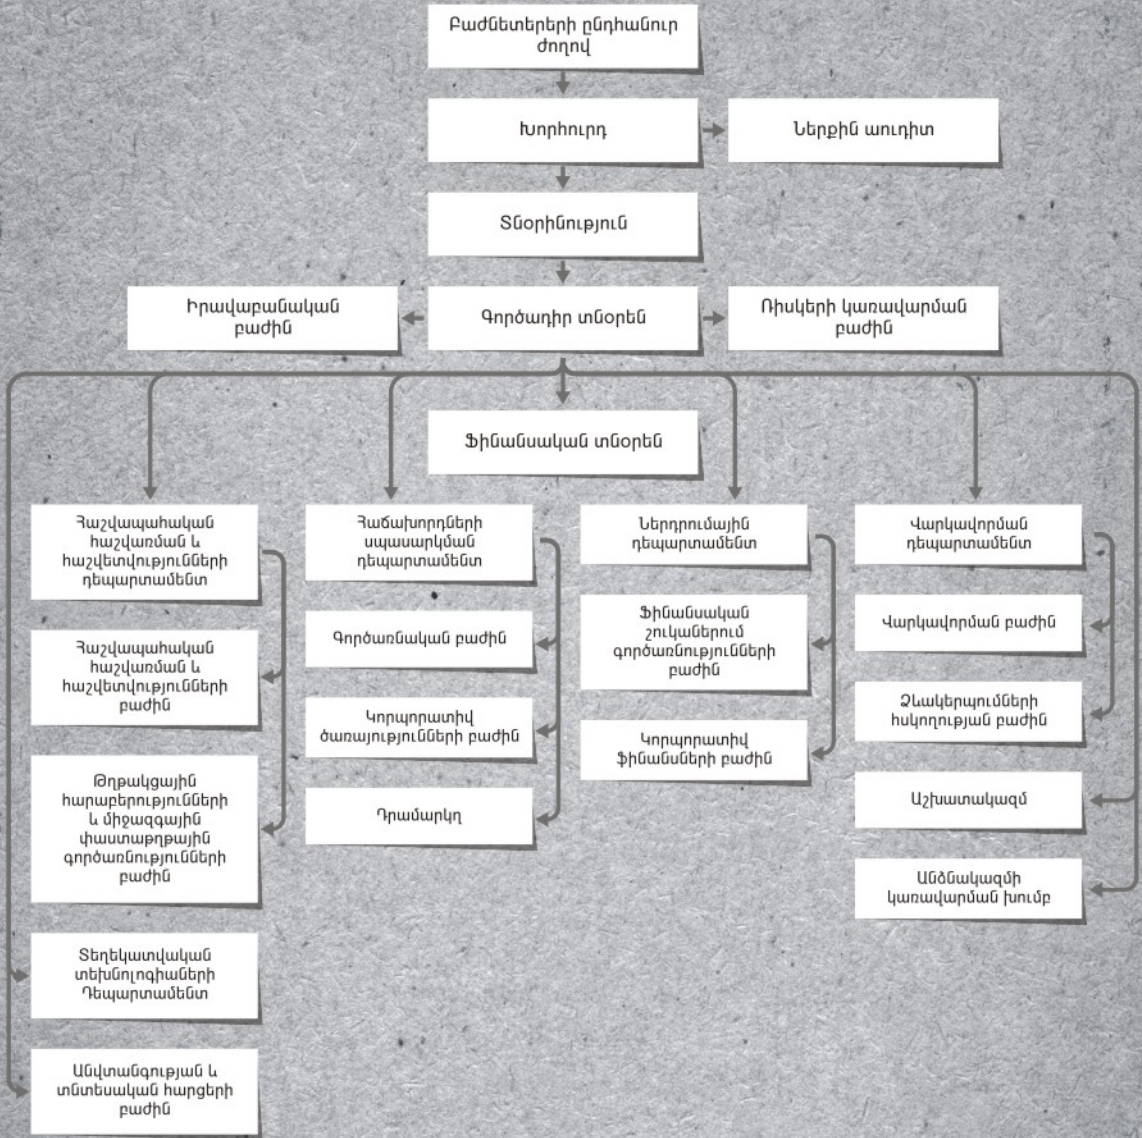 Բաժնետերերի ընդհանուր
ժողով
Խորհուրդ
Ներքին աուդիտ
Տնօրինություն
Իրավաբանական
բաժին
Գործադիր տնօրեն
Ռիսկերի կառավարման
բաժին
Ֆինանսական տնօրեն
Հաշվապահական
հաշվառման և
հաշվետվությունների
դեպարտամենտ
Հաշվապահական
հաշվառման և
հաշվետվությունների
բաժին
Թղթակցային
հարաբերությունների
և միջազգային
փաստաթղթային
գործառնությունների
բաժին
Տեղեկատվական
տեխնոլոգիաների
Դեպարտամենտ
Անվտանգության և
տնտեսական հարցերի
բաժին
Հաճախորդների
սպասարկման
դեպարտամենտ
Գործառնական բաժին
Կորպորատիվ
ծառայությունների բաժին
Դրամարկղ
Ներդրումային
դեպարտամենտ
Ֆինանսական
շուկաներում
գործառնությունների
բաժին
Կորպորատիվ
ֆինանսների բաժին
Վարկավորման
դեպարտամենտ
Վարկավորման բաժին
Ձևակերպումների
հսկողության բաժին
Աշխատակազմ
Անձնակազմի
կառավարման խումբ